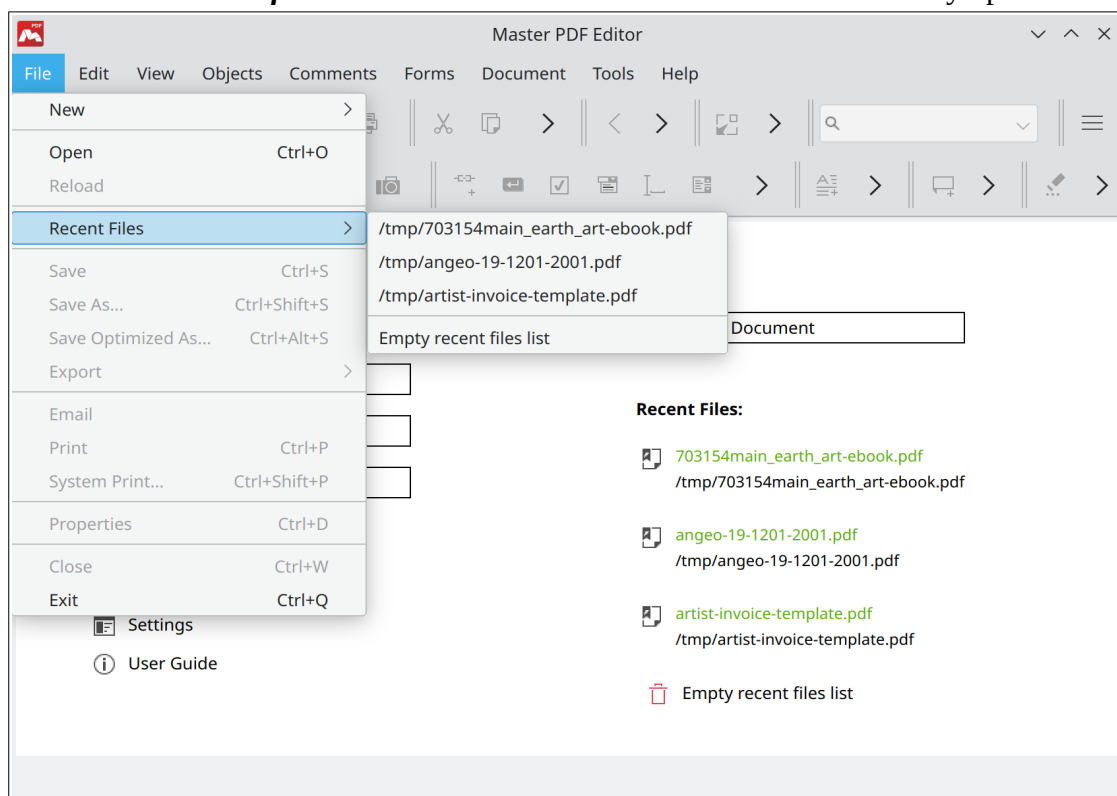 Master PDF Editor
File Edit View Objects Comments Forms Document Tools Help
New
Open Ctrl+O
Reload
Recent Files
/tmp/703154main_earth_art-ebook.pdf
/tmp/angeo-19-1201-2001.pdf
/tmp/artist-invoice-template.pdf
Empty recent files list
Save Ctrl+S
Save As... Ctrl+Shift+S
Save Optimized As... Ctrl+Alt+S
Export
Email
Print Ctrl+P
System Print... Ctrl+Shift+P
Properties Ctrl+D
Close Ctrl+W
Exit Ctrl+Q
Settings
User Guide
Document
Recent Files:
703154main_earth_art-ebook.pdf
/tmp/703154main_earth_art-ebook.pdf
angeo-19-1201-2001.pdf
/tmp/angeo-19-1201-2001.pdf
artist-invoice-template.pdf
/tmp/artist-invoice-template.pdf
Empty recent files list